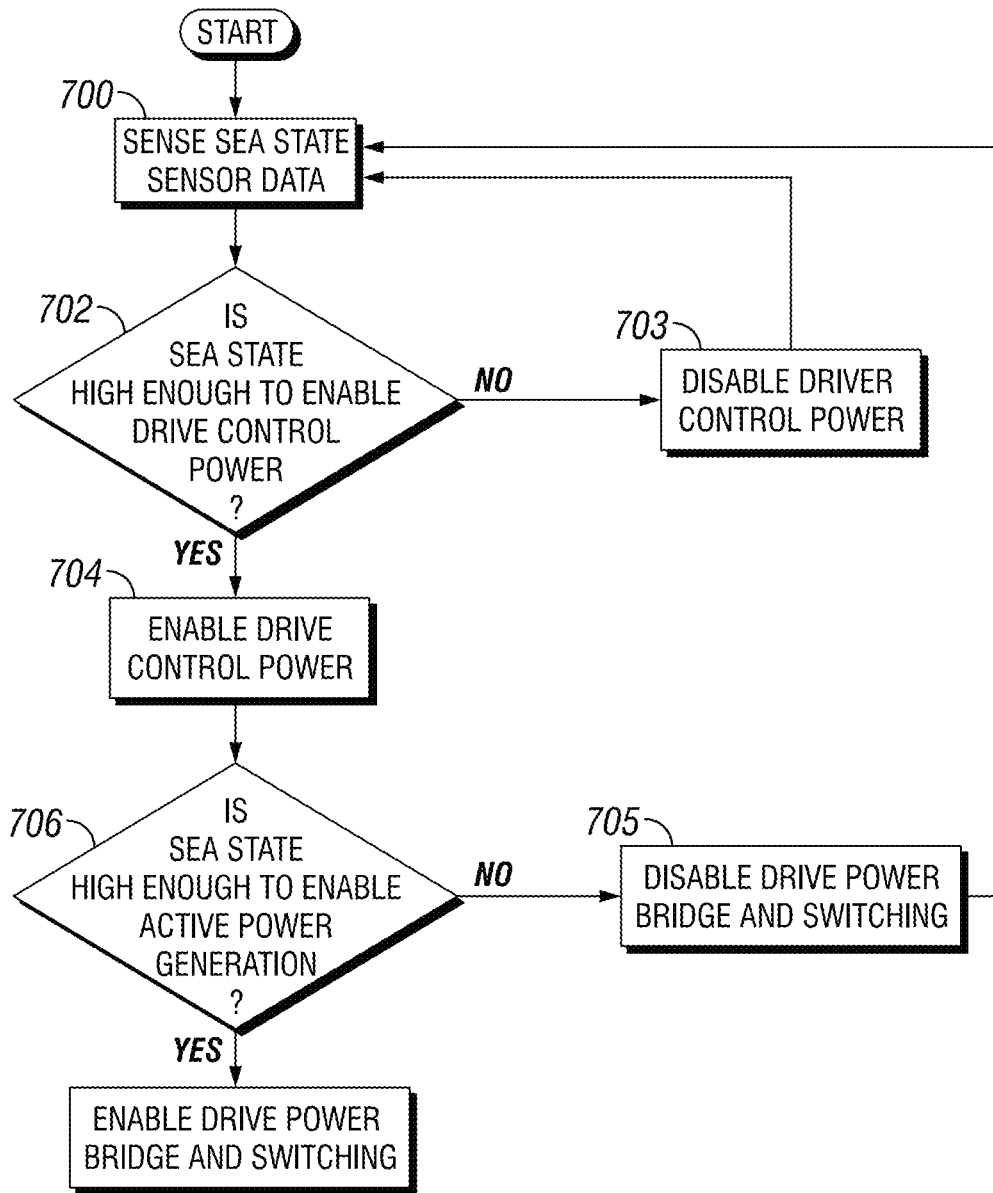 START
700
SENSE SEA STATE
SENSOR DATA
702
IS
SEA STATE
HIGH ENOUGH TO ENABLE
DRIVE CONTROL
POWER
?
NO
703
DISABLE DRIVER
CONTROL POWER
YES
704
ENABLE DRIVE
CONTROL POWER
706
IS
SEA STATE
HIGH ENOUGH TO ENABLE
ACTIVE POWER
GENERATION
?
NO
705
DISABLE DRIVE POWER
BRIDGE AND SWITCHING
YES
ENABLE DRIVE POWER
BRIDGE AND SWITCHING